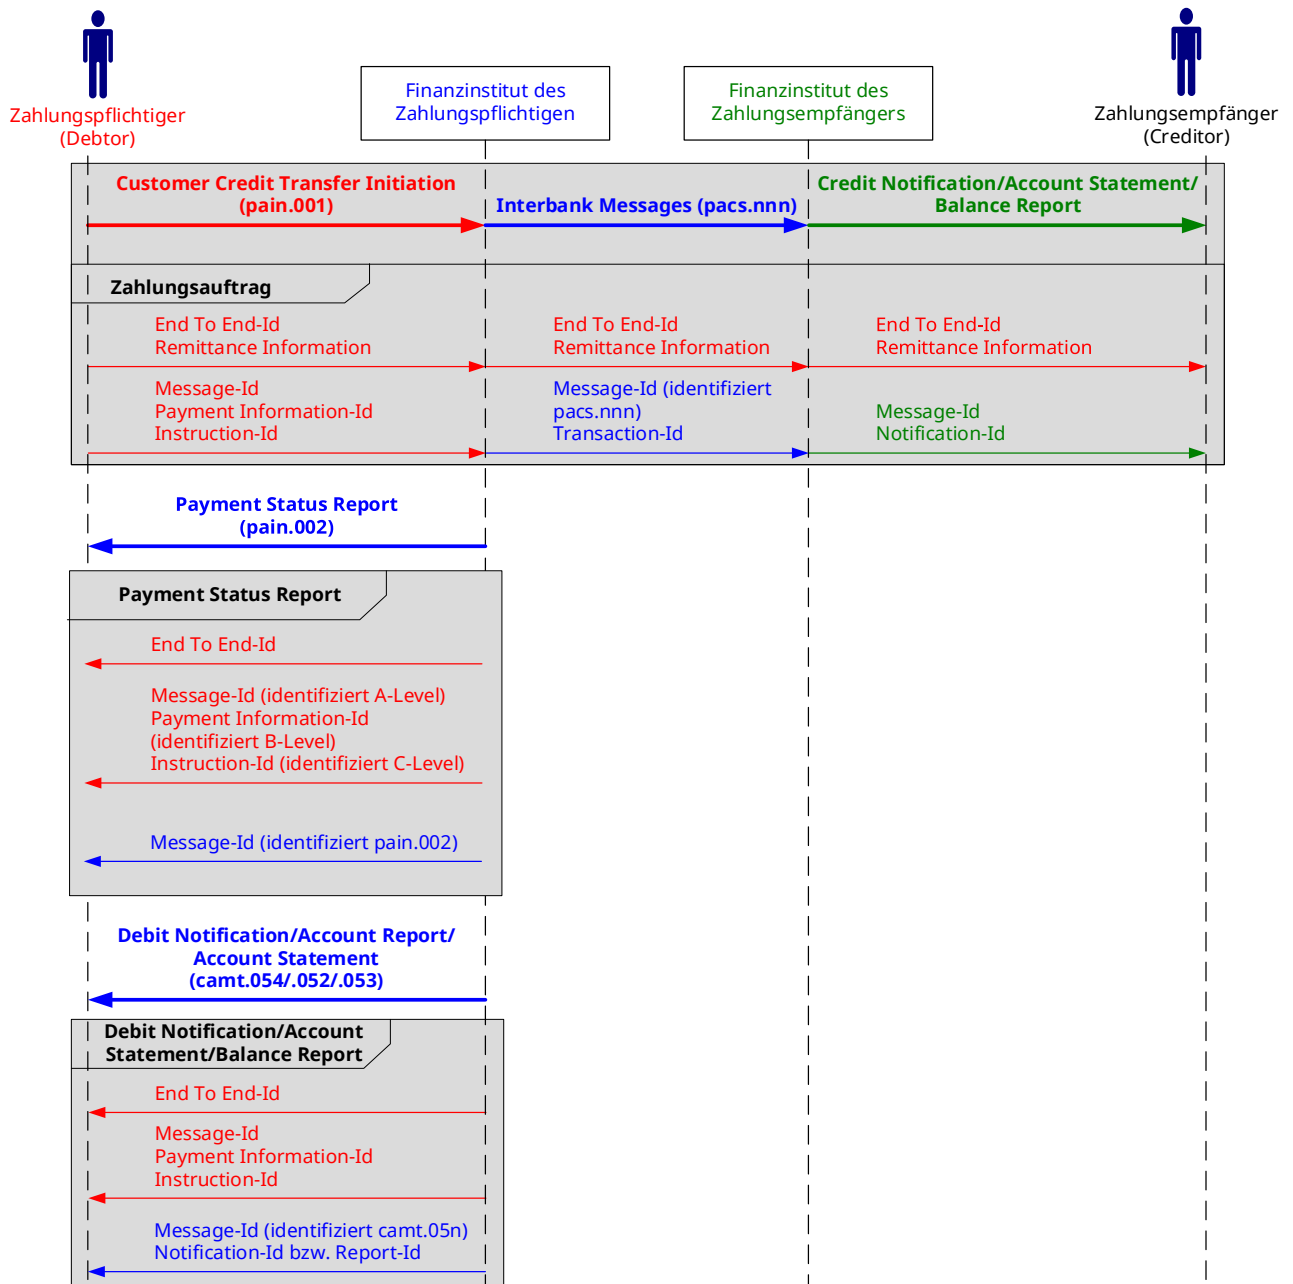 Zahlungspflichtiger
(Debtor)
Finanzinstitut des
Zahlungspflichtigen
Finanzinstitut des
Zahlungsempfängers
Zahlungsempfänger
(Creditor)
Customer Credit Transfer Initiation
(pain.001)
Interbank Messages (pacs.nnn)
Credit Notification/Account Statement/
Balance Report
Zahlungsauftrag
End To End-Id
Remittance Information
End To End-Id
Remittance Information
End To End-Id
Remittance Information
Message-Id
Payment Information-Id
Instruction-Id
Message-Id (identifiziert
pacs.nnn)
Transaction-Id
Message-Id
Notification-Id
Payment Status Report
(pain.002)
Payment Status Report
End To End-Id
Message-Id (identifiziert A-Level)
Payment Information-Id
(identifiziert B-Level)
Instruction-Id (identifiziert C-Level)
Message-Id (identifiziert pain.002)
Debit Notification/Account Report/
Account Statement
(camt.054/.052/.053)
Debit Notification/Account
Statement/Balance Report
End To End-Id
Message-Id
Payment Information-Id
Instruction-Id
Message-Id (identifiziert camt.05n)
Notification-Id bzw. Report-Id